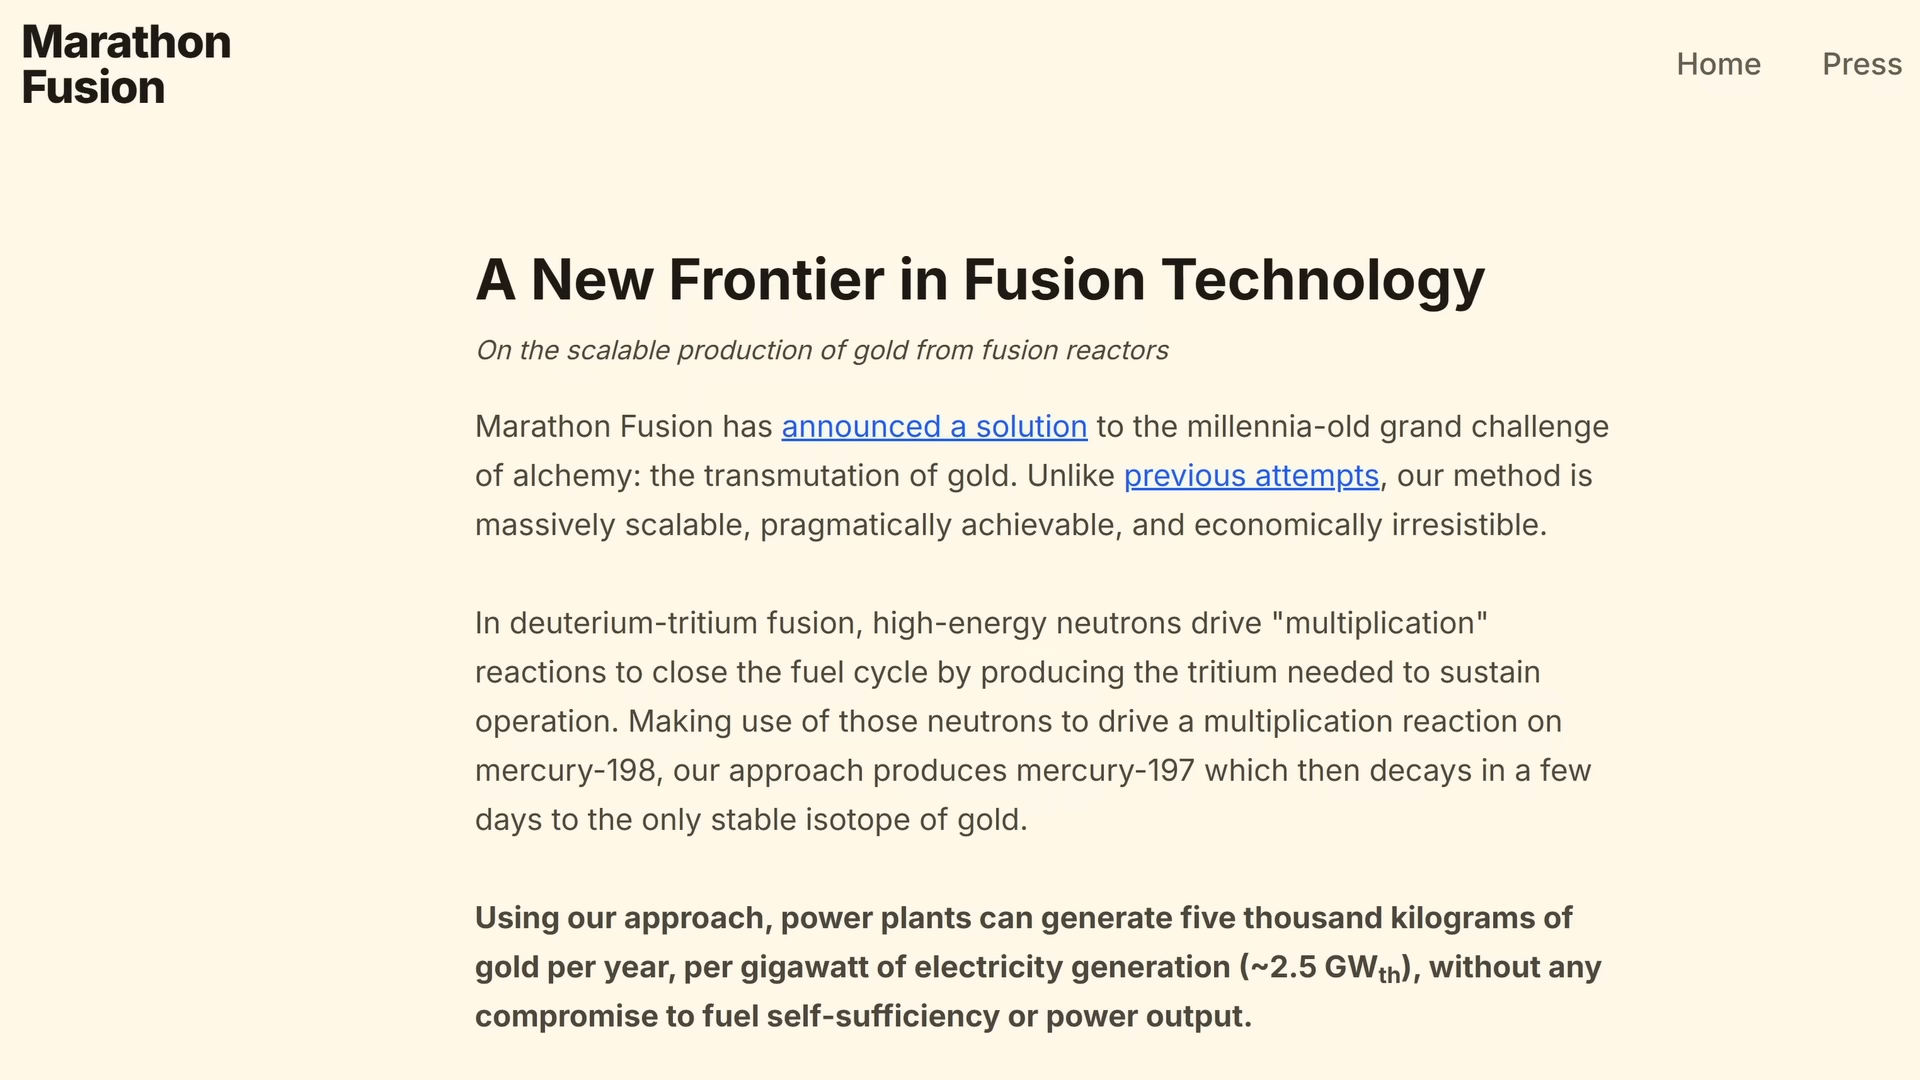 Marathon
Fusion
Home
Press
A New Frontier in Fusion Technology
On the scalable production of gold from fusion reactors
Marathon Fusion has announced a solution to the millennia-old grand challenge
of alchemy: the transmutation of gold. Unlike previous attempts, our method is
massively scalable, pragmatically achievable, and economically irresistible.
In deuterium-tritium fusion, high-energy neutrons drive "multiplication"
reactions to close the fuel cycle by producing the tritium needed to sustain
operation. Making use of those neutrons to drive a multiplication reaction on
mercury-198, our approach produces mercury-197 which then decays in a few
days to the only stable isotope of gold.
Using our approach, power plants can generate five thousand kilograms of
gold per year, per gigawatt of electricity generation (~2.5 GWth), without any
compromise to fuel self-sufficiency or power output.